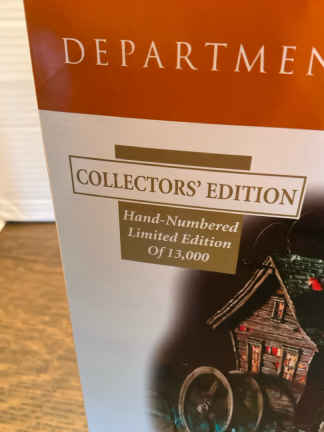 DEPARTMEN
COLLECTORS' EDITION
Hand-Numbered
Limited Edition
Of 13,000